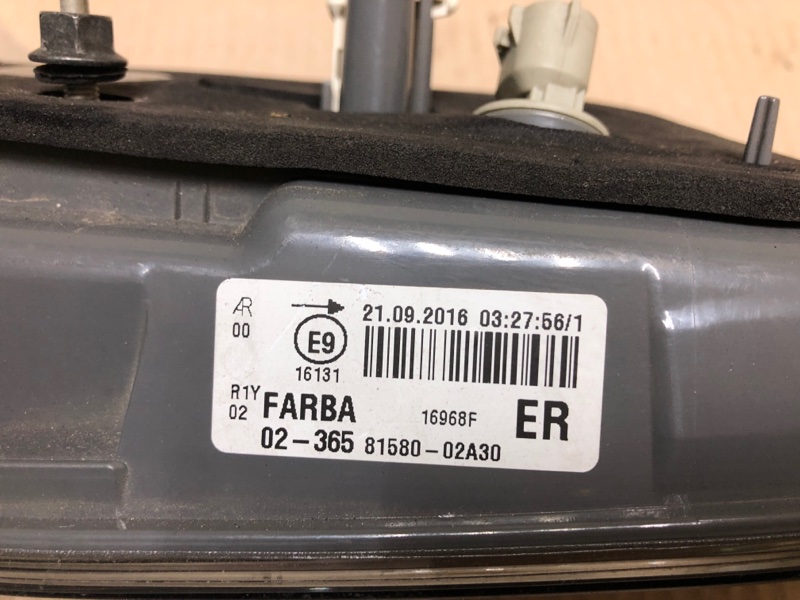 AR
00
21.09.2016 03:27:56/1
E9
16131
R1Y
02
FARBA
16968F
ER
02-365 81580-02A30